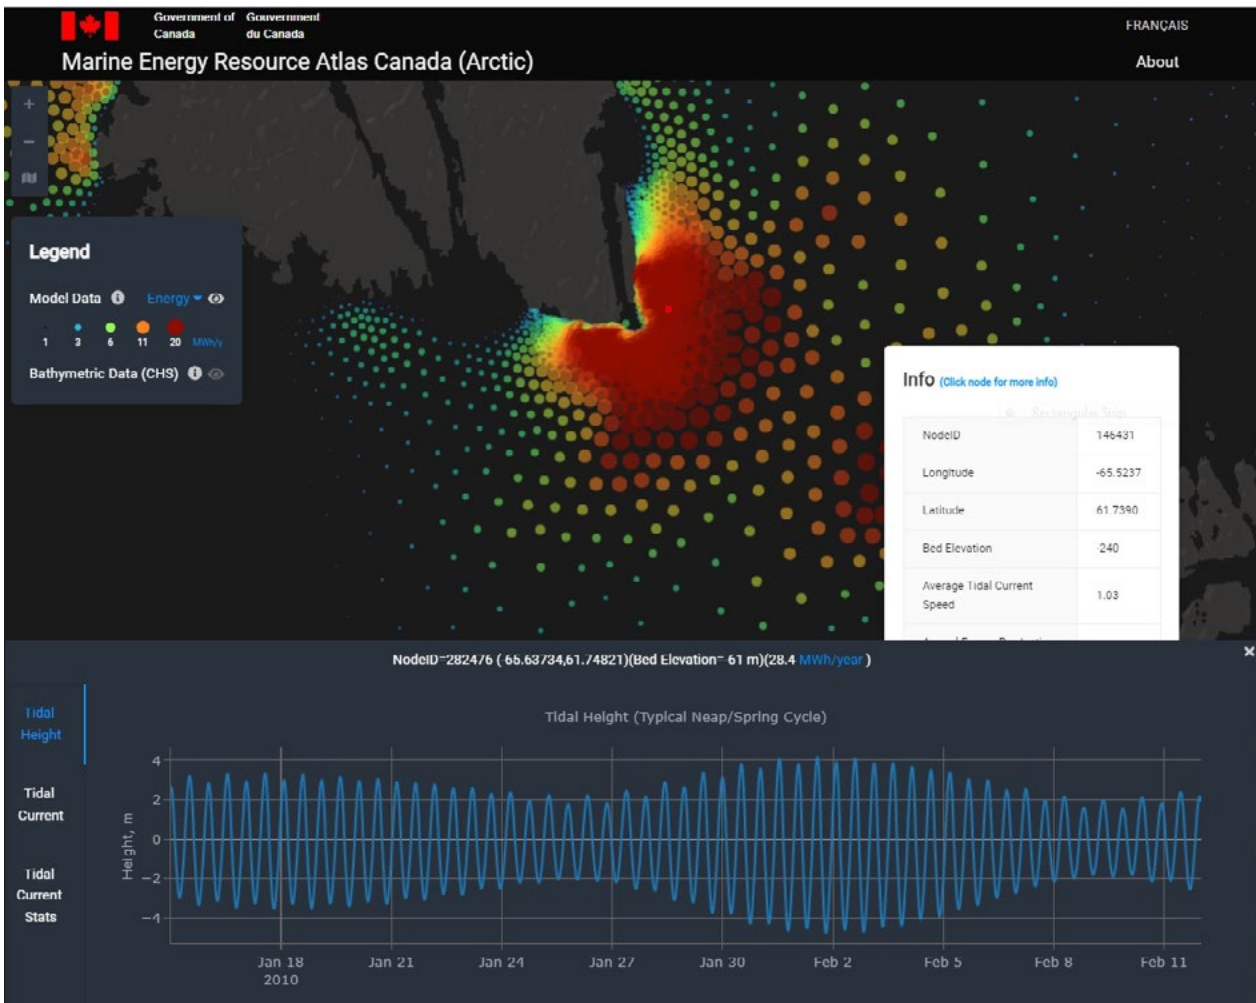 Government of Canada
Gouvernement du Canada
FRANÇAIS
Marine Energy Resource Atlas Canada (Arctic)
About
+
−
Legend
Model Data Energy
1 3 6 11 20 MWh/y
Bathymetric Data (CHS)
Info (Click node for more info)
Rectangular Snip
NodeID 146431
Longitude -65.5237
Latitude 61.7390
Bed Elevation -240
Average Tidal Current
Speed
1.03
NodeID=282476 (-65.63734,61.74821)(Bed Elevation=-61 m)(28.4 MWh/year )
×
Tidal
Height
Tidal
Current
Tidal
Current
Stats
Tidal Height (Typical Neap/Spring Cycle)
Height, m
4
2
0
−2
−4
Jan 18 Jan 21 Jan 24 Jan 27 Jan 30 Feb 2 Feb 5 Feb 8 Feb 11
2010